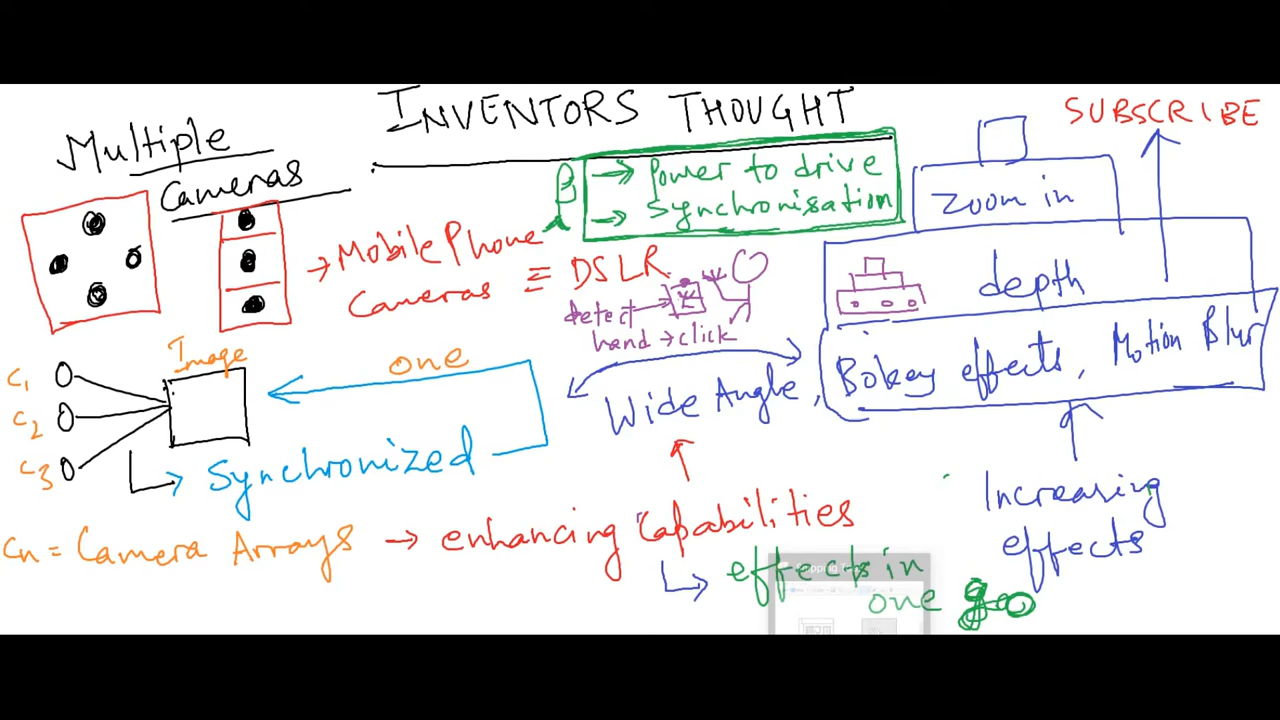 INVENTORS THOUGHT
SUBSCRIBE
Multiple
Cameras
→ Power to drive
→ synchronisation
zoom in
→ Mobile Phone
Cameras ≡ DSLR
depth
detect →
hand → click
Image
one
Bokey effects, Motion Blur
Wide Angle,
C1
C2
C3
→ Synchronized
Increasing
effects
Cn = Camera Arrays → enhancing Capabilities
→ effects in
one go